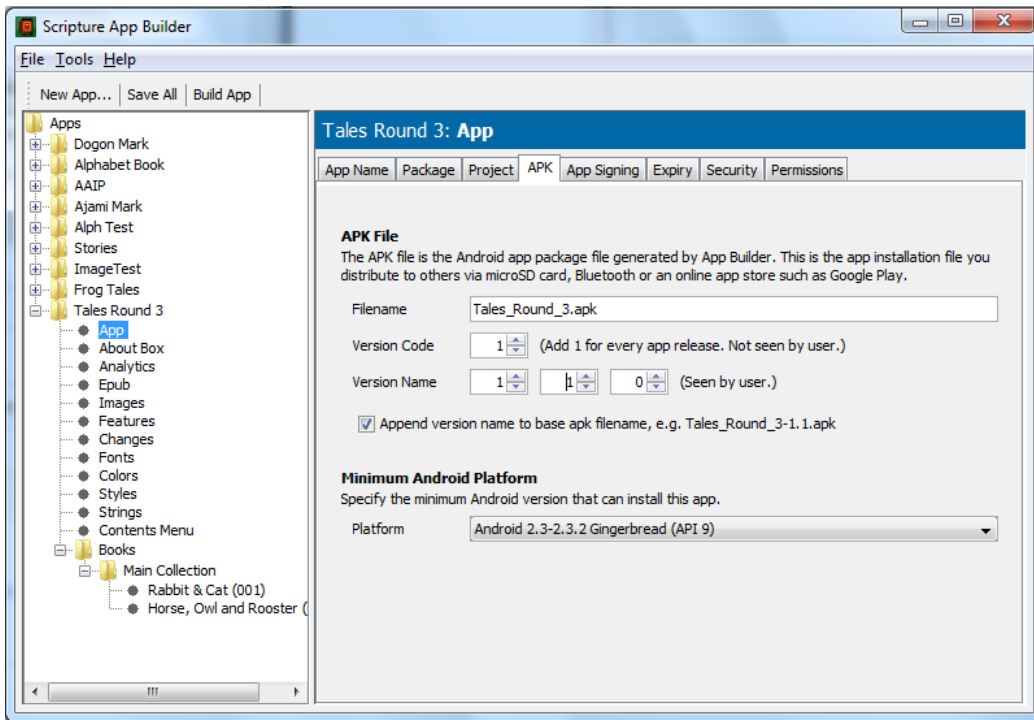 Scripture App Builder
File Tools Help
New App... Save All Build App
Apps
Dogon Mark
Alphabet Book
AAIP
Ajami Mark
Alph Test
Stories
ImageTest
Frog Tales
Tales Round 3
App
About Box
Analytics
Epub
Images
Features
Changes
Fonts
Colors
Styles
Strings
Contents Menu
Books
Main Collection
Rabbit & Cat (001)
Horse, Owl and Rooster (
Tales Round 3: App
App Name Package Project APK App Signing Expiry Security Permissions
APK File
The APK file is the Android app package file generated by App Builder. This is the app installation file you
distribute to others via microSD card, Bluetooth or an online app store such as Google Play.
Filename Tales_Round_3.apk
Version Code 1 (Add 1 for every app release. Not seen by user.)
Version Name 1 1 0 (Seen by user.)
Append version name to base apk filename, e.g. Tales_Round_3-1.1.apk
Minimum Android Platform
Specify the minimum Android version that can install this app.
Platform Android 2.3-2.3.2 Gingerbread (API 9)